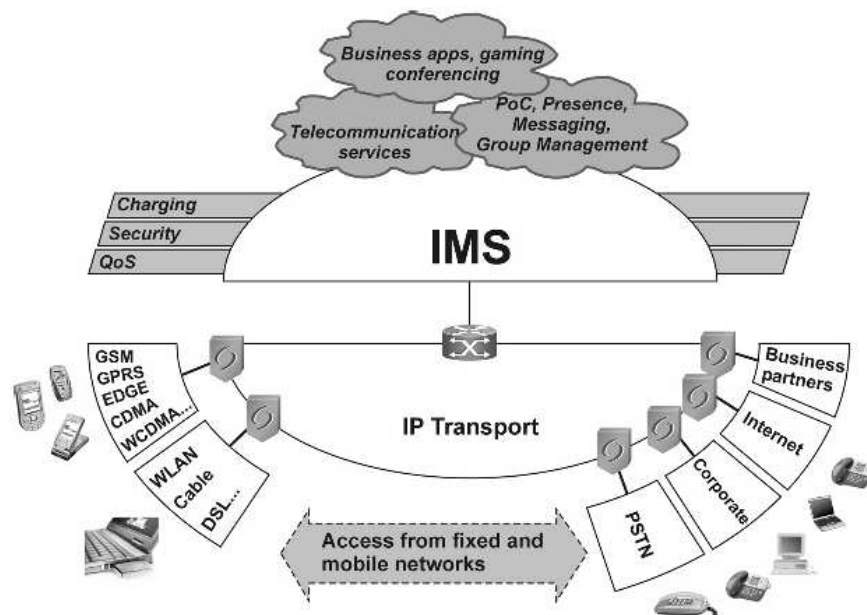 Business apps, gaming
conferencing
PoC, Presence,
Messaging,
Group Management
Telecommunication
services
Charging
Security
QoS
IMS
GSM
GPRS
EDGE
CDMA
WCDMA...
WLAN
Cable
DSL...
IP Transport
Business
partners
Internet
Corporate
PSTN
Access from fixed and
mobile networks